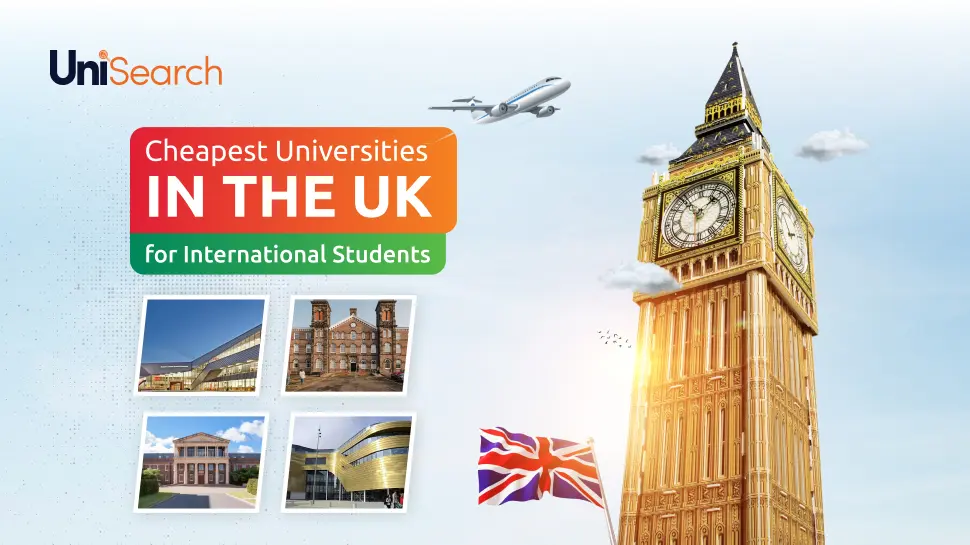 UniSearch
Cheapest Universities
IN THE UK
for International Students